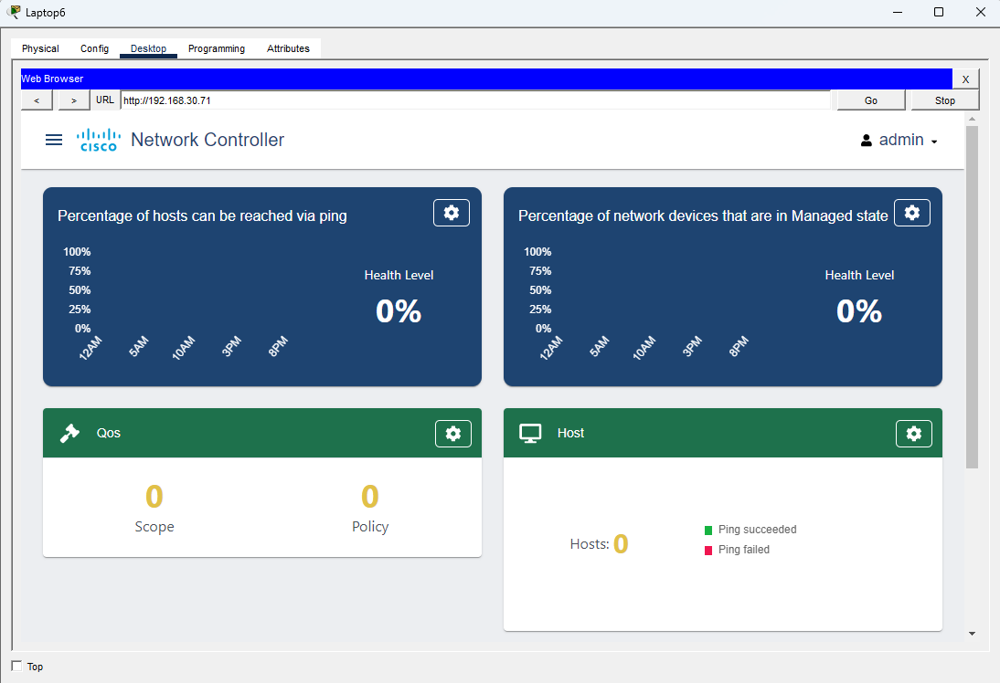 Laptop6
Physical Config Desktop Programming Attributes
Web Browser X
< > URL http://192.168.30.71 Go Stop
CISCO Network Controller admin
Percentage of hosts can be reached via ping
100%
75%
50%
25%
0%
12AM 5AM 10AM 3PM 8PM
Health Level
0%
Percentage of network devices that are in Managed state
100%
75%
50%
25%
0%
12AM 5AM 10AM 3PM 8PM
Health Level
0%
Qos
0 0
Scope Policy
Host
Hosts: 0
Ping succeeded
Ping failed
Top